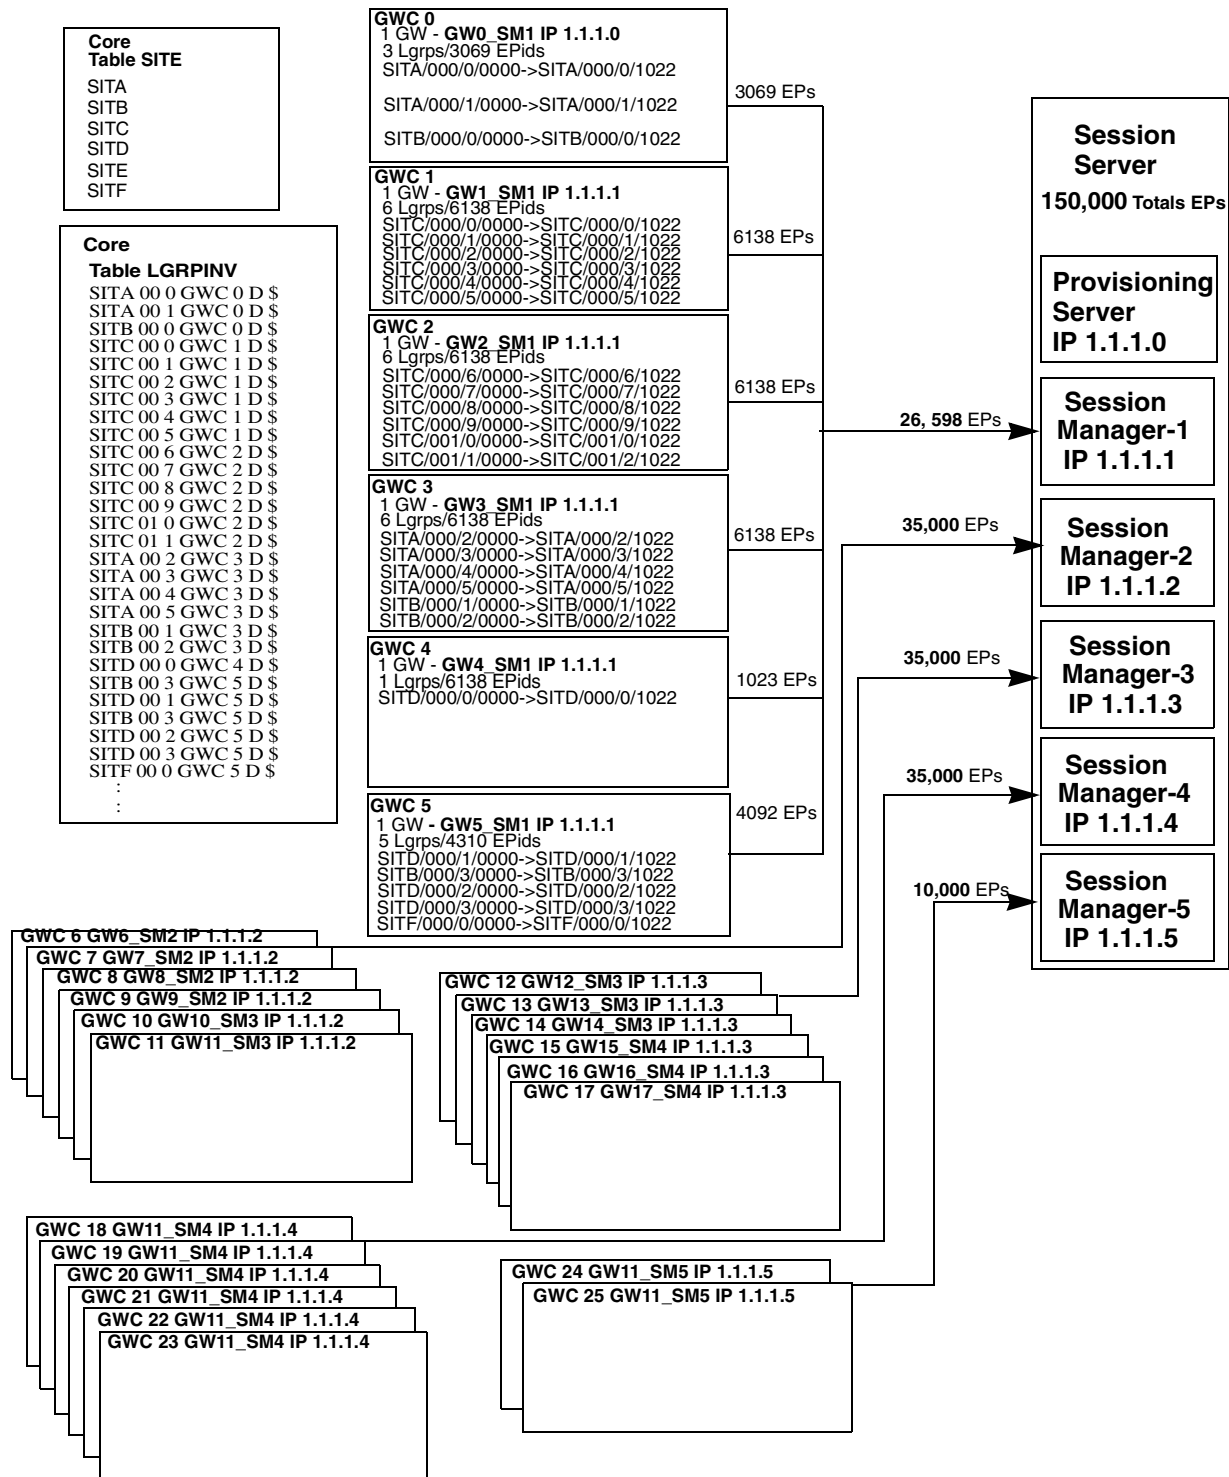 Core
Table SITE
SITA
SITB
SITC
SITD
SITE
SITF
Core
Table LGRPINV
SITA 00 0 GWC 0 D $
SITA 00 1 GWC 0 D $
SITB 00 0 GWC 0 D $
SITC 00 0 GWC 1 D $
SITC 00 1 GWC 1 D $
SITC 00 2 GWC 1 D $
SITC 00 3 GWC 1 D $
SITC 00 4 GWC 1 D $
SITC 00 5 GWC 1 D $
SITC 00 6 GWC 2 D $
SITC 00 7 GWC 2 D $
SITC 00 8 GWC 2 D $
SITC 00 9 GWC 2 D $
SITC 01 0 GWC 2 D $
SITC 01 1 GWC 2 D $
SITA 00 2 GWC 3 D $
SITA 00 3 GWC 3 D $
SITA 00 4 GWC 3 D $
SITA 00 5 GWC 3 D $
SITB 00 1 GWC 3 D $
SITB 00 2 GWC 3 D $
SITD 00 0 GWC 4 D $
SITB 00 3 GWC 5 D $
SITD 00 1 GWC 5 D $
SITB 00 3 GWC 5 D $
SITD 00 2 GWC 5 D $
SITD 00 3 GWC 5 D $
SITF 00 0 GWC 5 D $
:
:
GWC 0
1 GW - GW0_SM1 IP 1.1.1.0
3 Lgrps/3069 EPids
SITA/000/0/0000->SITA/000/0/1022
SITA/000/1/0000->SITA/000/1/1022
SITB/000/0/0000->SITB/000/0/1022
3069 EPs
GWC 1
1 GW - GW1_SM1 IP 1.1.1.1
6 Lgrps/6138 EPids
SITC/000/0/0000->SITC/000/0/1022
SITC/000/1/0000->SITC/000/1/1022
SITC/000/2/0000->SITC/000/2/1022
SITC/000/3/0000->SITC/000/3/1022
SITC/000/4/0000->SITC/000/4/1022
SITC/000/5/0000->SITC/000/5/1022
6138 EPs
GWC 2
1 GW - GW2_SM1 IP 1.1.1.1
6 Lgrps/6138 EPids
SITC/000/6/0000->SITC/000/6/1022
SITC/000/7/0000->SITC/000/7/1022
SITC/000/8/0000->SITC/000/8/1022
SITC/000/9/0000->SITC/000/9/1022
SITC/001/0/0000->SITC/001/0/1022
SITC/001/1/0000->SITC/001/2/1022
6138 EPs
GWC 3
1 GW - GW3_SM1 IP 1.1.1.1
6 Lgrps/6138 EPids
SITA/000/2/0000->SITA/000/2/1022
SITA/000/3/0000->SITA/000/3/1022
SITA/000/4/0000->SITA/000/4/1022
SITA/000/5/0000->SITA/000/5/1022
SITB/000/1/0000->SITB/000/1/1022
SITB/000/2/0000->SITB/000/2/1022
6138 EPs
GWC 4
1 GW - GW4_SM1 IP 1.1.1.1
1 Lgrps/6138 EPids
SITD/000/0/0000->SITD/000/0/1022
1023 EPs
GWC 5
1 GW - GW5_SM1 IP 1.1.1.1
5 Lgrps/4310 EPids
SITD/000/1/0000->SITD/000/1/1022
SITB/000/3/0000->SITB/000/3/1022
SITD/000/2/0000->SITD/000/2/1022
SITD/000/3/0000->SITD/000/3/1022
SITF/000/0/0000->SITF/000/0/1022
4092 EPs
Session
Server
150,000 Totals EPs
Provisioning
Server
IP 1.1.1.0
26, 598 EPs
Session
Manager-1
IP 1.1.1.1
35,000 EPs
Session
Manager-2
IP 1.1.1.2
35,000 EPs
Session
Manager-3
IP 1.1.1.3
35,000 EPs
Session
Manager-4
IP 1.1.1.4
10,000 EPs
Session
Manager-5
IP 1.1.1.5
GWC 6 GW6_SM2 IP 1.1.1.2
GWC 7 GW7_SM2 IP 1.1.1.2
GWC 8 GW8_SM2 IP 1.1.1.2
GWC 9 GW9_SM2 IP 1.1.1.2
GWC 10 GW10_SM3 IP 1.1.1.2
GWC 11 GW11_SM3 IP 1.1.1.2
GWC 12 GW12_SM3 IP 1.1.1.3
GWC 13 GW13_SM3 IP 1.1.1.3
GWC 14 GW14_SM3 IP 1.1.1.3
GWC 15 GW15_SM4 IP 1.1.1.3
GWC 16 GW16_SM4 IP 1.1.1.3
GWC 17 GW17_SM4 IP 1.1.1.3
GWC 18 GW11_SM4 IP 1.1.1.4
GWC 19 GW11_SM4 IP 1.1.1.4
GWC 20 GW11_SM4 IP 1.1.1.4
GWC 21 GW11_SM4 IP 1.1.1.4
GWC 22 GW11_SM4 IP 1.1.1.4
GWC 23 GW11_SM4 IP 1.1.1.4
GWC 24 GW11_SM5 IP 1.1.1.5
GWC 25 GW11_SM5 IP 1.1.1.5